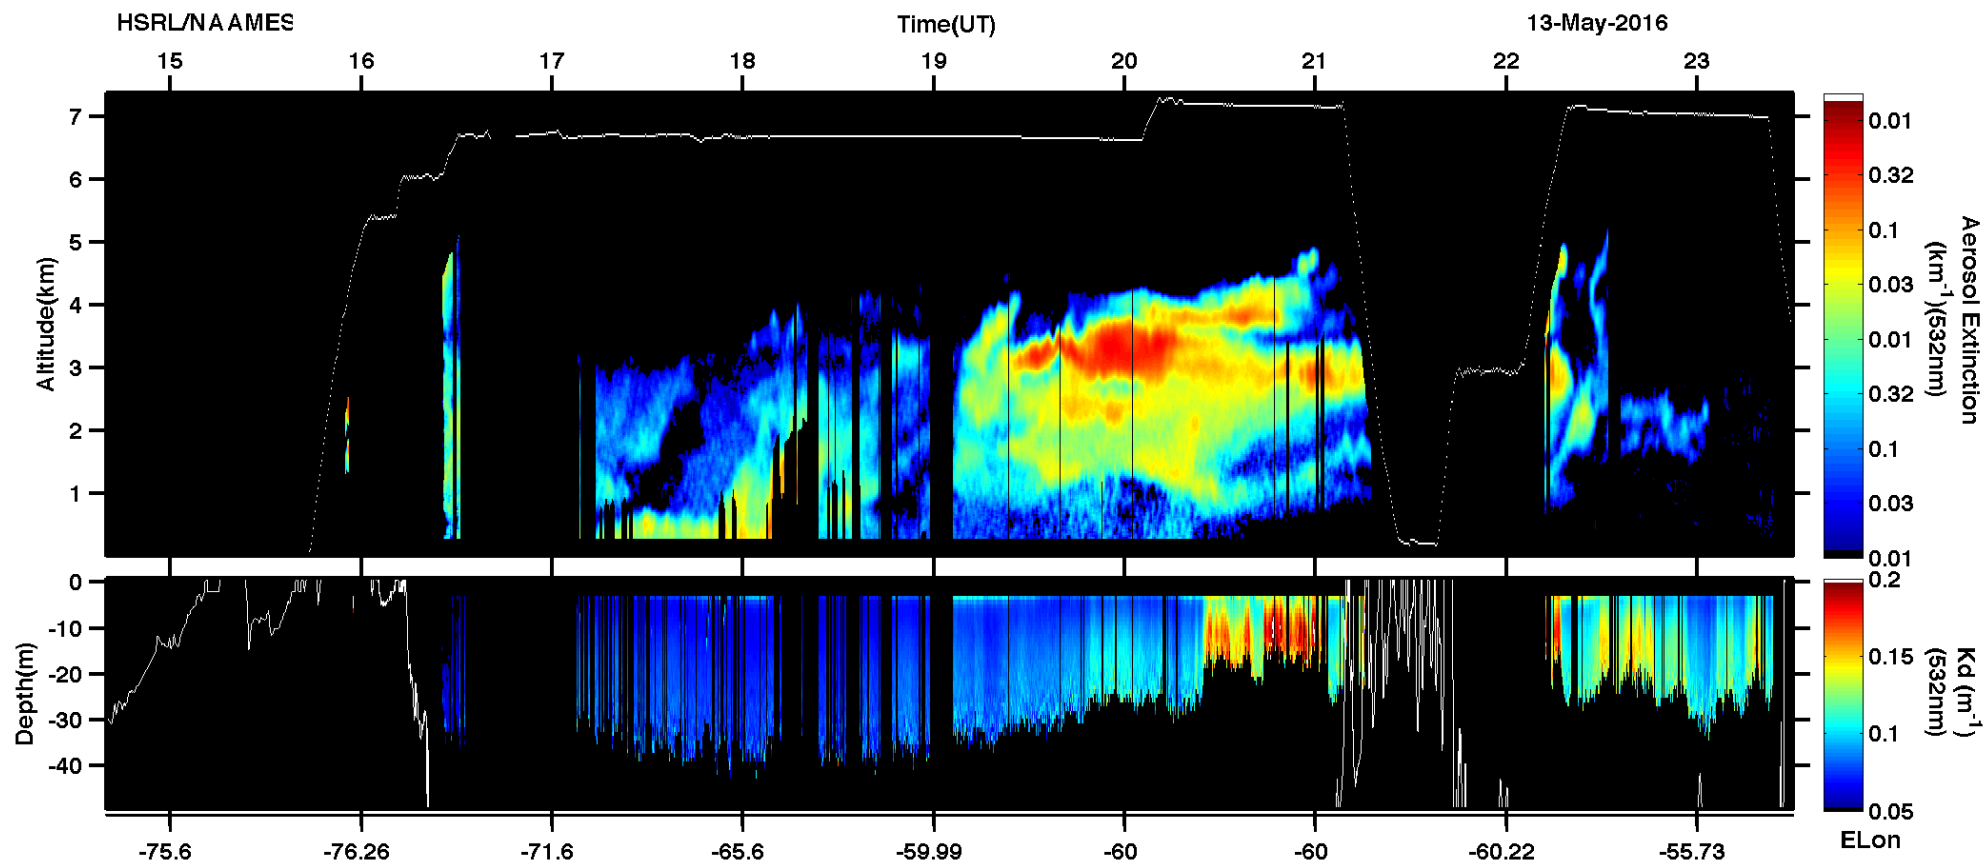 HSRL/NAAMES Time(UT) 13-May-2016
15 16 17 18 19 20 21 22 23
Altitude(km)
7
6
5
4
3
2
1
0.01
0.32
0.1
0.03
0.01
0.32
0.1
0.03
0.01
Aerosol Extinction
(km⁻¹)(532nm)
Depth(m)
0
-10
-20
-30
-40
0.2
0.15
0.1
0.05
Kd (m⁻¹)
(532nm)
-75.6 -76.26 -71.6 -65.6 -59.99 -60 -60 -60.22 -55.73
ELon